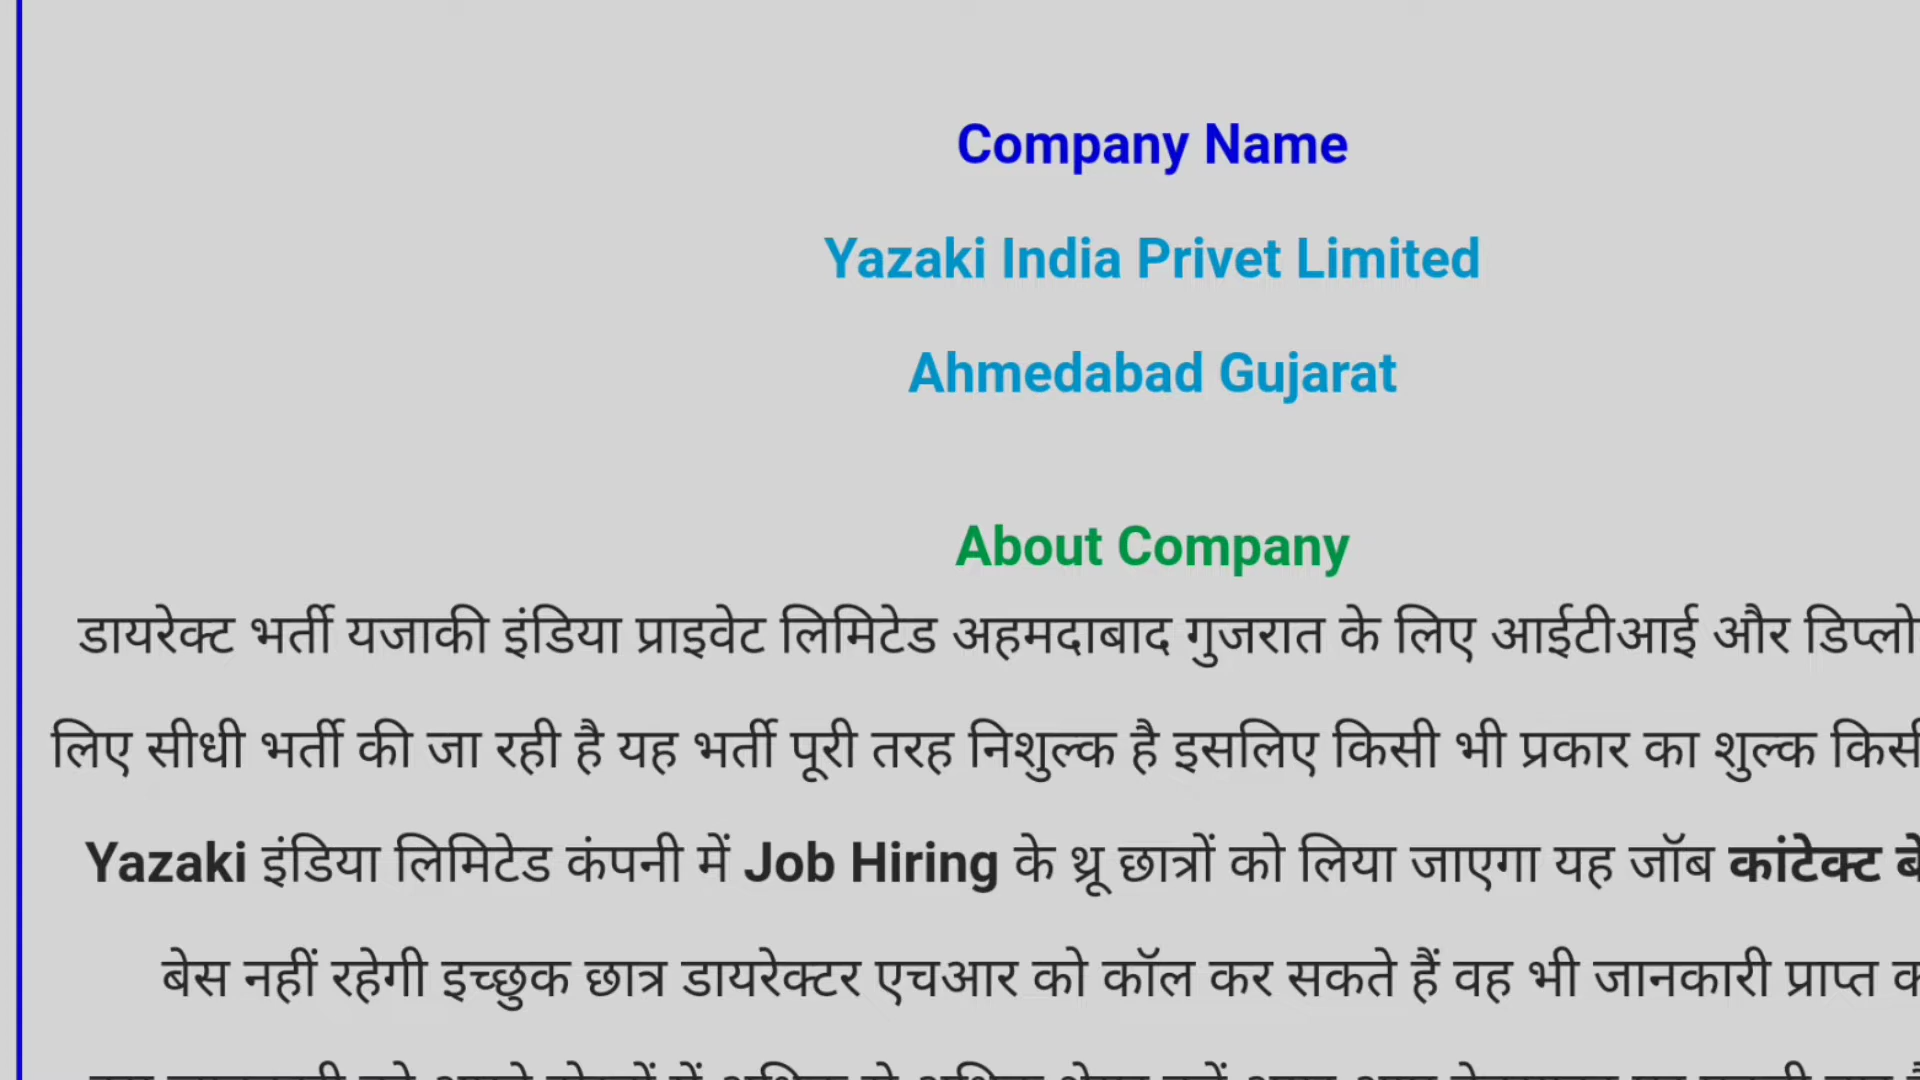 Company Name
Yazaki India Privet Limited
Ahmedabad Gujarat
About Company
डायरेक्ट भर्ती यजाकी इंडिया प्राइवेट लिमिटेड अहमदाबाद गुजरात के लिए आईटीआई और
लिए सीधी भर्ती की जा रही है यह भर्ती पूरी तरह निशुल्क है इसलिए किसी भी प्रकार का शुल्क
Yazaki इंडिया लिमिटेड कंपनी में Job Hiring के थ्रू छात्रों को लिया जाएगा यह जॉब कांटेक्ट
बेस नहीं रहेगी इच्छुक छात्र डायरेक्टर एचआर को कॉल कर सकते हैं वह भी जानकारी प्राप्त